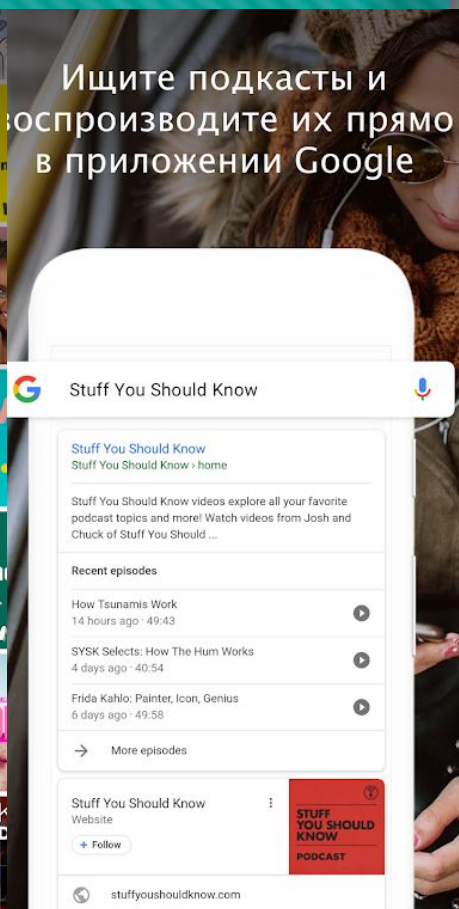 Ищите подкасты и
воспроизводите их прямо
в приложении Google
Stuff You Should Know
Stuff You Should Know
Stuff You Should Know › home
Stuff You Should Know videos explore all your favorite
podcast topics and more! Watch videos from Josh and
Chuck of Stuff You Should ...
Recent episodes
How Tsunamis Work
14 hours ago · 49:43
SYSK Selects: How The Hum Works
4 days ago · 40:54
Frida Kahlo: Painter, Icon, Genius
6 days ago · 49:58
More episodes
Stuff You Should Know
Website
+ Follow
STUFF
YOU SHOULD
KNOW
PODCAST
stuffyoushouldknow.com